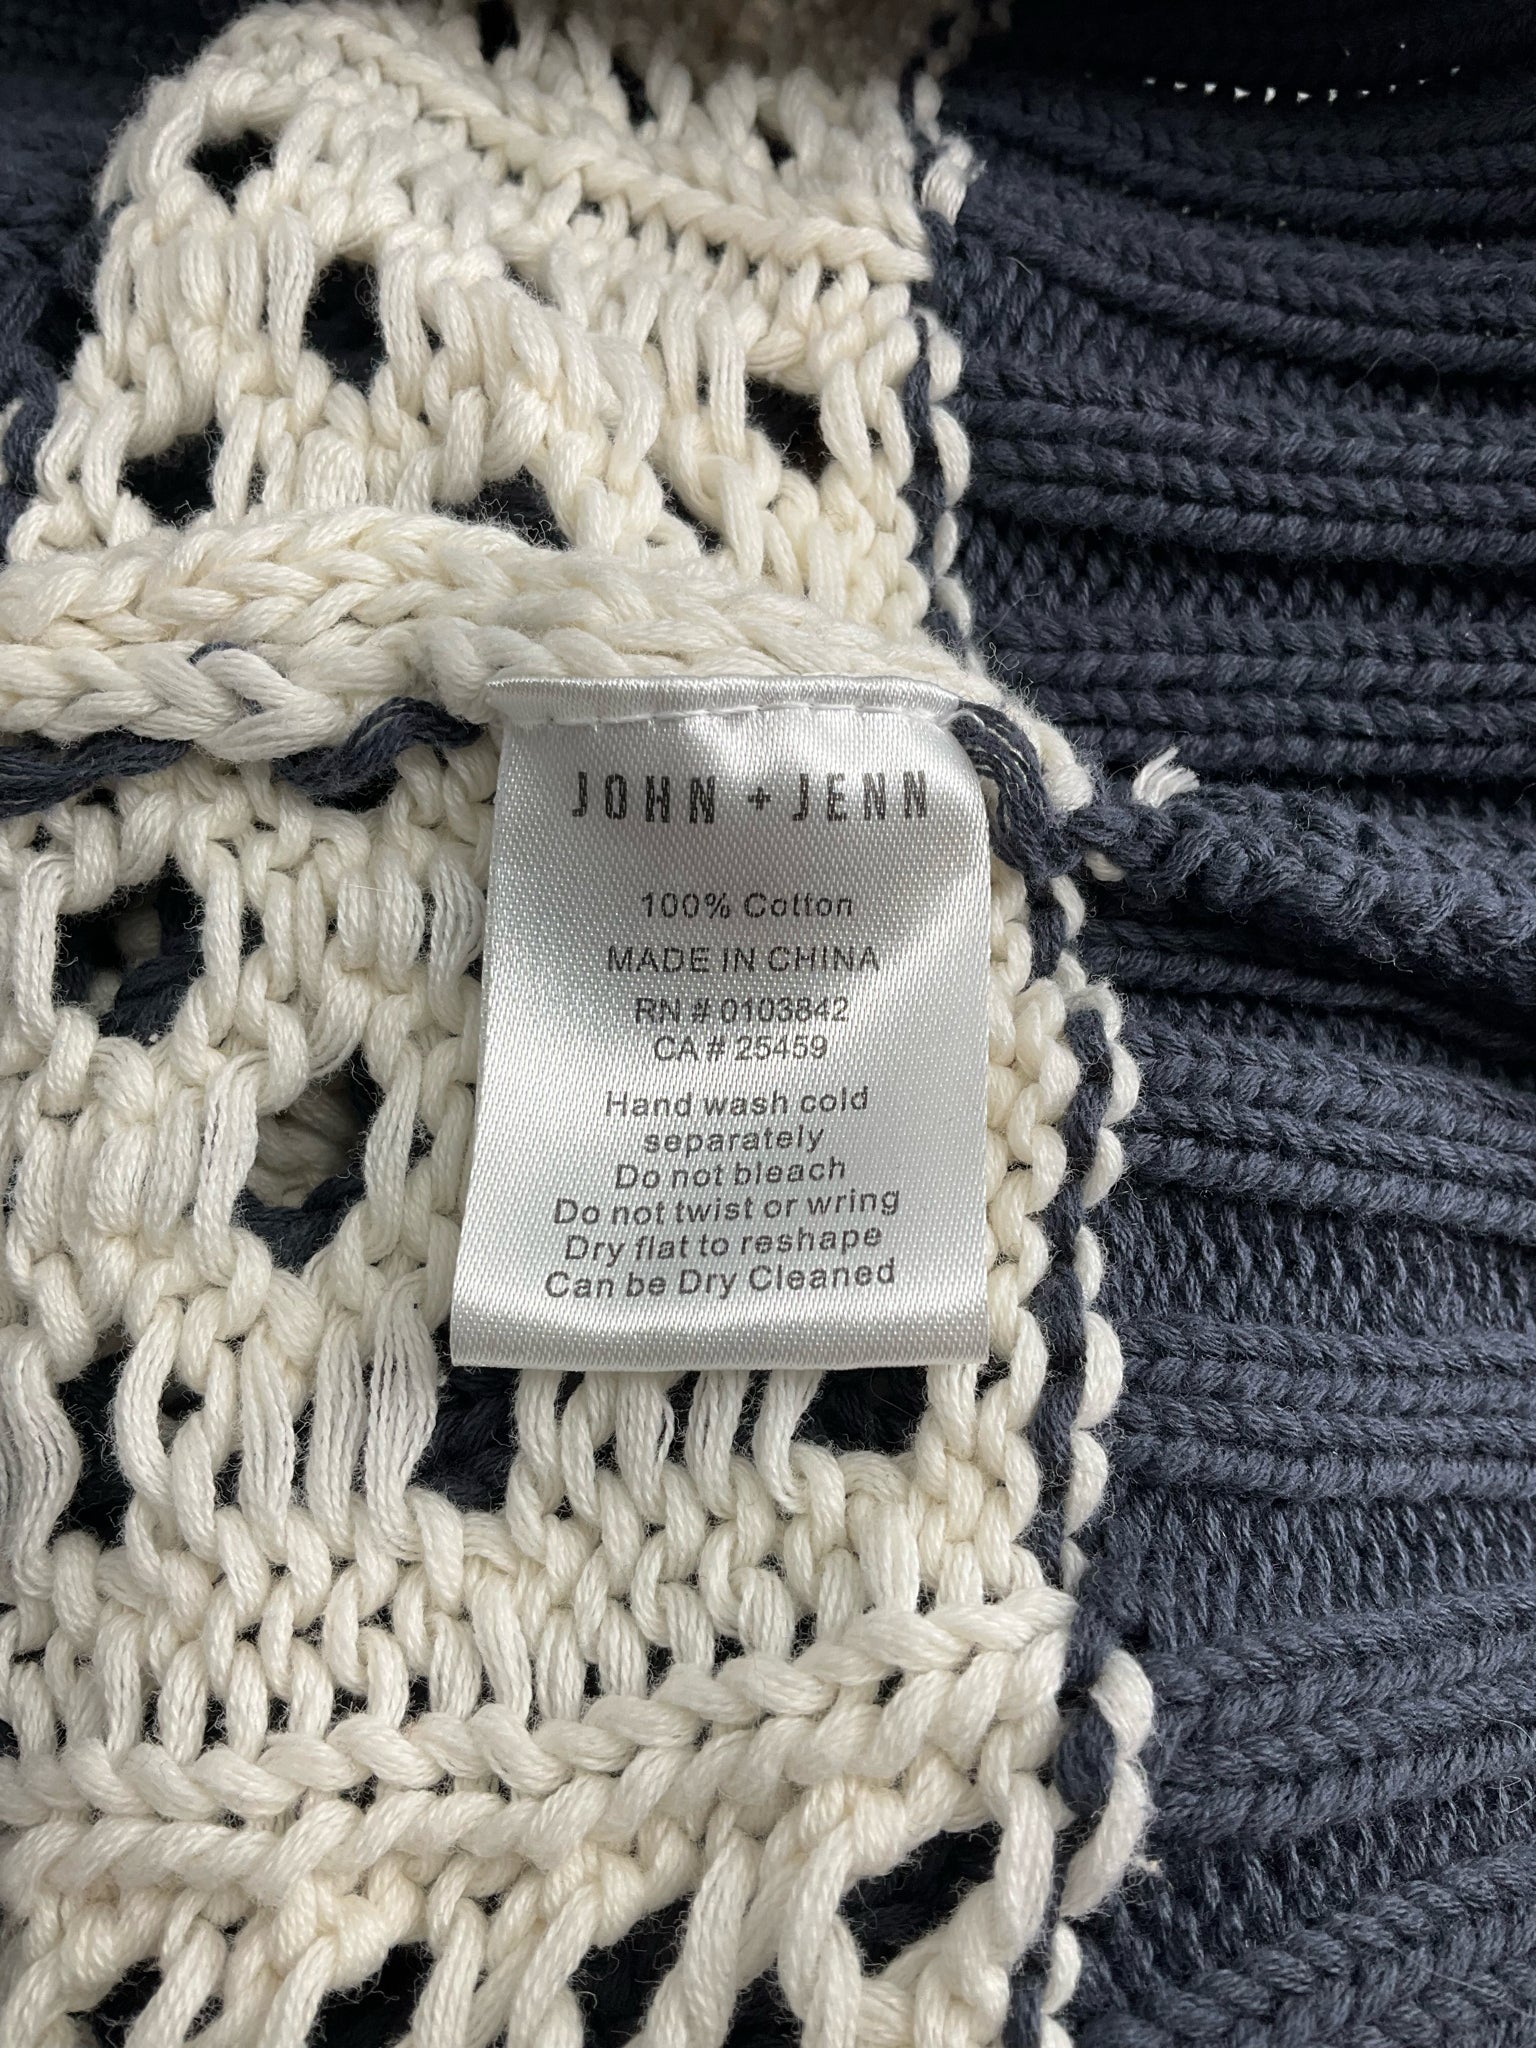 JOHN + JENN
100% Cotton
MADE IN CHINA
RN # 0103842
CA # 25459
Hand wash cold
separately
Do not bleach
Do not twist or wring
Dry flat to reshape
Can be Dry Cleaned